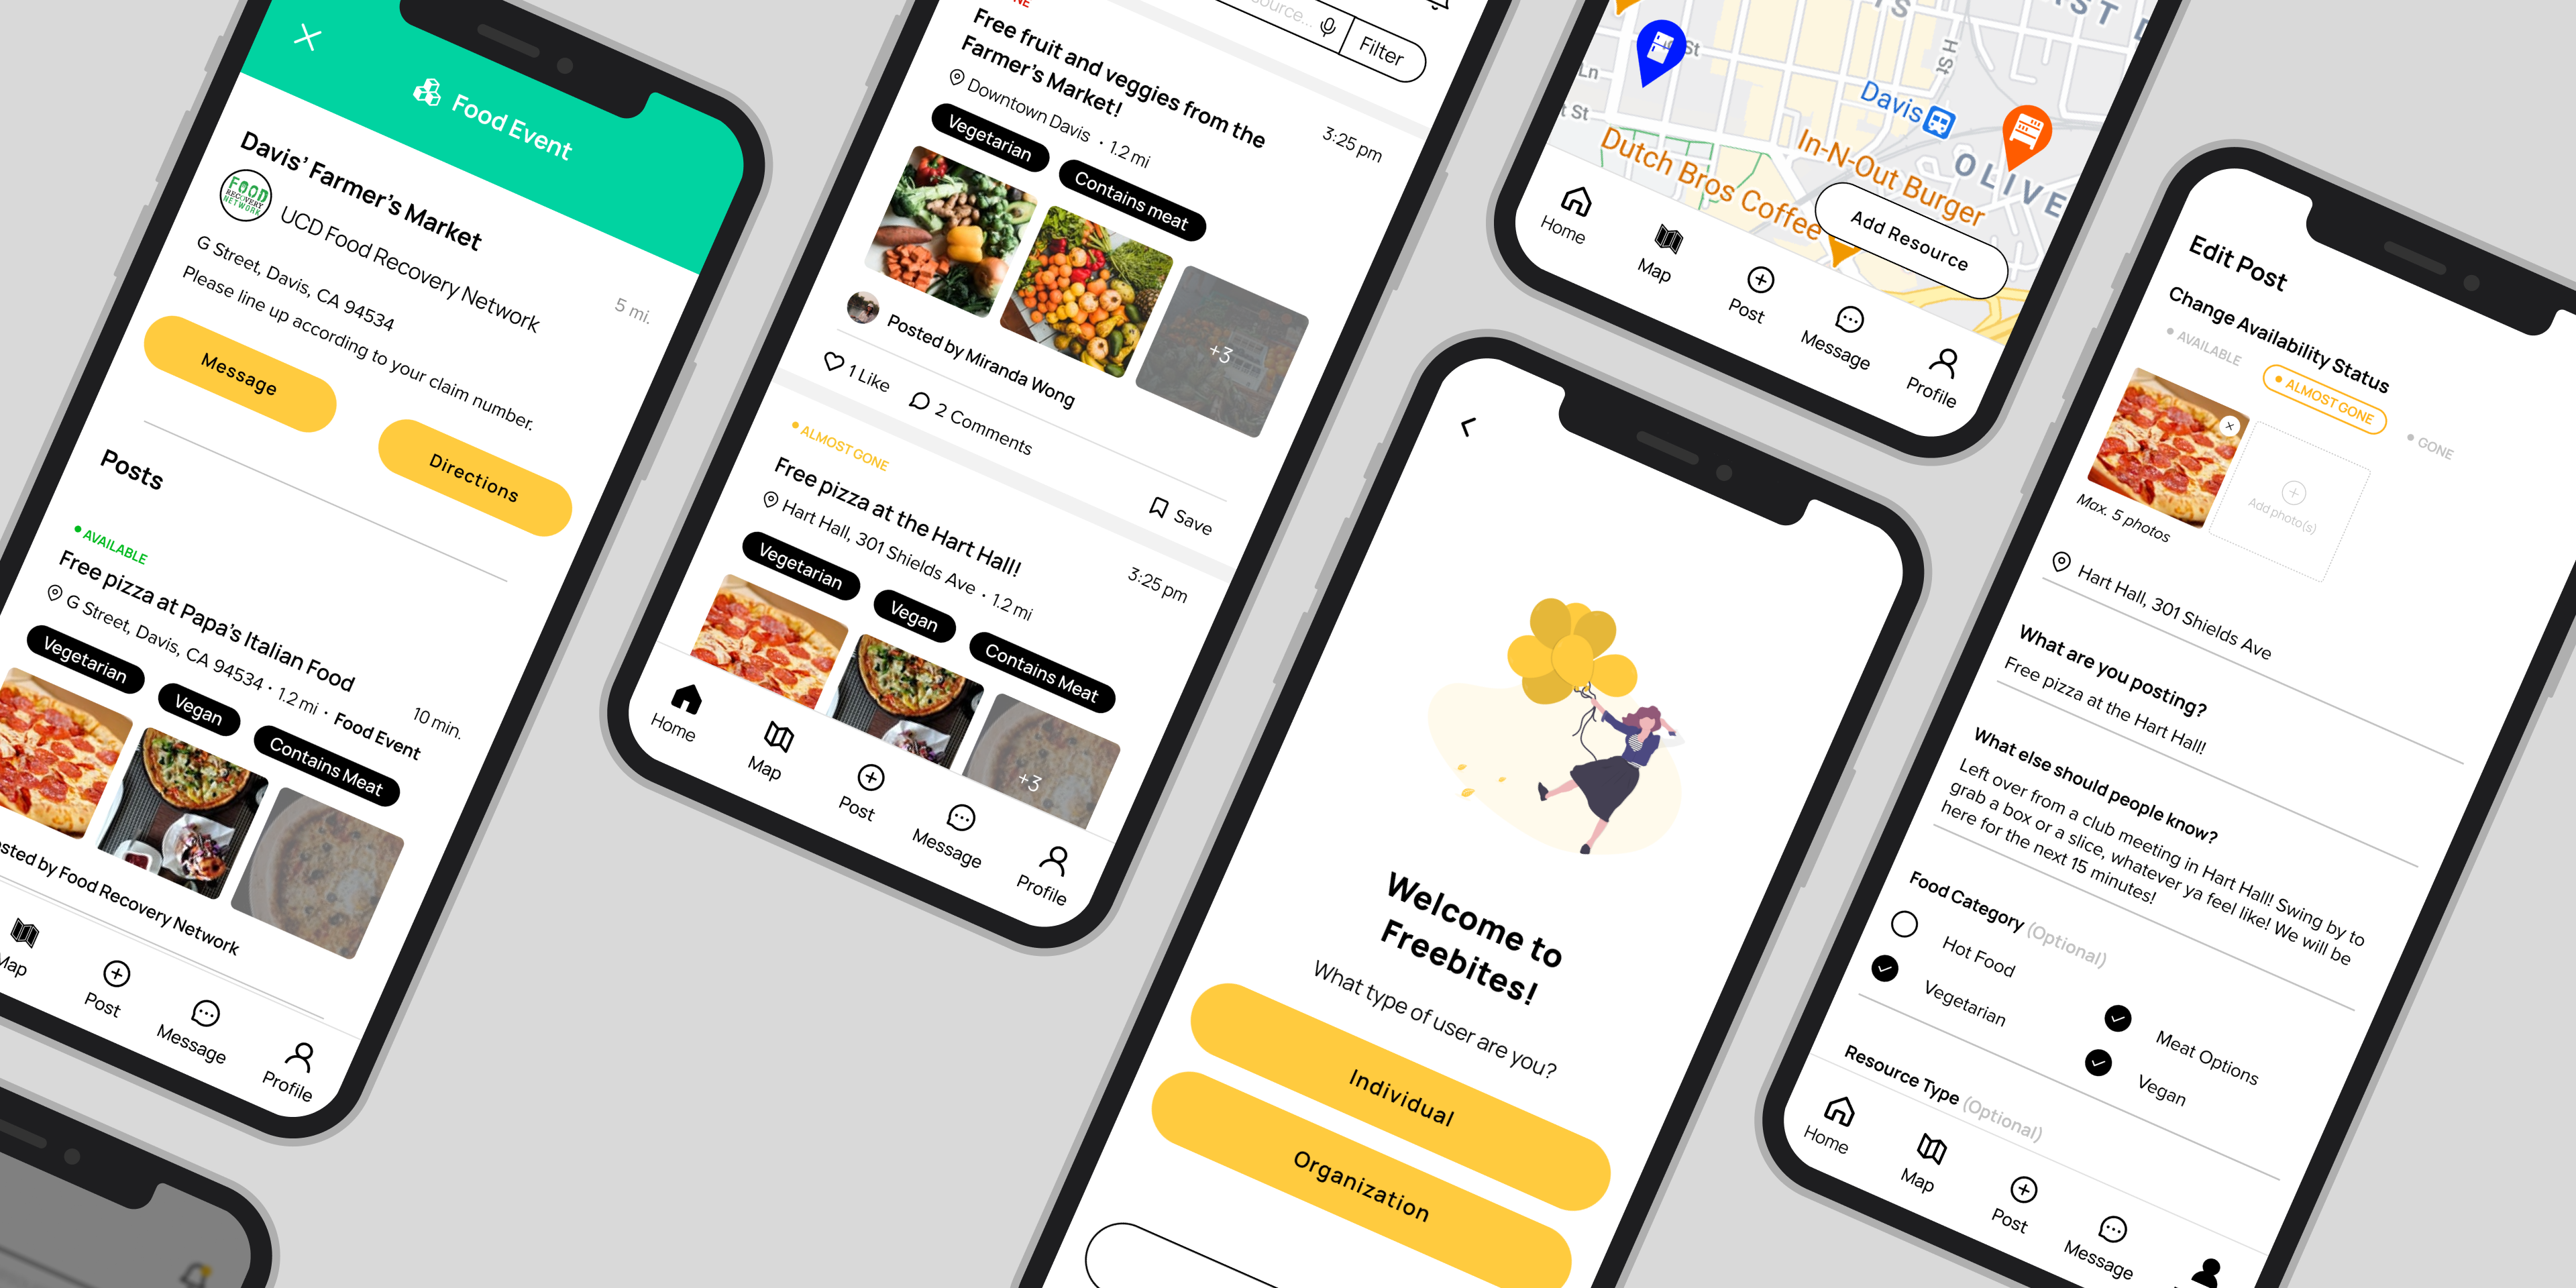 Food Event
Davis' Farmer's Market
FOOD
RECOVERY
NETWORK
UCD Food Recovery Network
5 mi.
G Street, Davis, CA 94534
Please line up according to your claim number.
Message
Directions
Posts
AVAILABLE
Free pizza at Papa's Italian Food
10 min.
G Street, Davis, CA 94534 • 1.2 mi • Food Event
Vegetarian
Vegan
Contains Meat
Posted by Food Recovery Network
Map
Post
Message
Profile
Filter
Free fruit and veggies from the
Farmer's Market!
3:25 pm
Downtown Davis • 1.2 mi
Vegetarian
Contains meat
+3
Posted by Miranda Wong
1 Like
2 Comments
Save
ALMOST GONE
Free pizza at the Hart Hall!
3:25 pm
Hart Hall, 301 Shields Ave • 1.2 mi
Vegetarian
Vegan
Contains Meat
+3
Home
Map
Post
Message
Profile
St
H St
Ln
t St
Davis
In-N-Out Burger
OLIVE
Dutch Bros Coffee
Add Resource
Home
Map
Post
Message
Profile
Welcome to
Freebites!
What type of user are you?
Individual
Organization
Edit Post
Change Availability Status
AVAILABLE
ALMOST GONE
GONE
Add photo(s)
Max. 5 photos
Hart Hall, 301 Shields Ave
What are you posting?
Free pizza at the Hart Hall!
What else should people know?
Left over from a club meeting in Hart Hall! Swing by to
grab a box or a slice, whatever ya feel like! We will be
here for the next 15 minutes!
Food Category (Optional)
Hot Food
Meat Options
Vegetarian
Vegan
Resource Type (Optional)
Home
Map
Post
Message